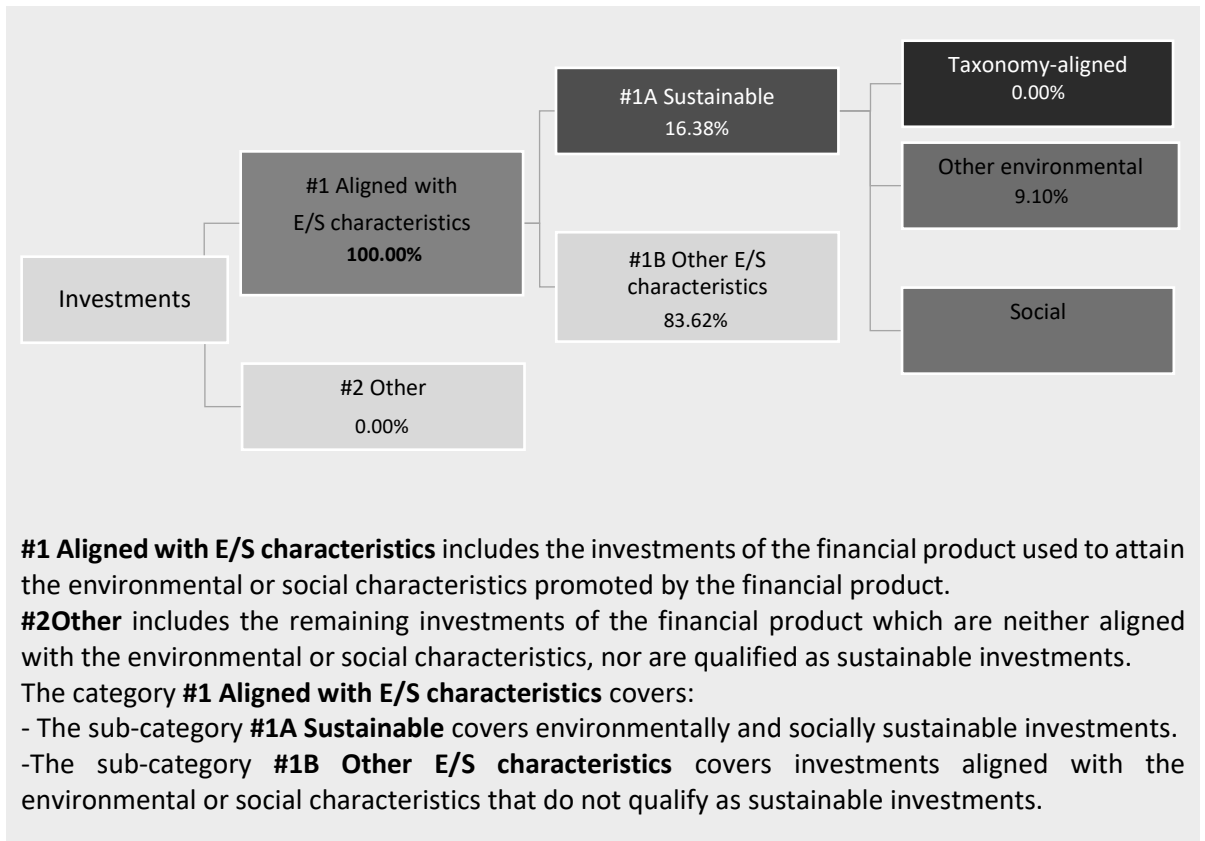 Investments
#1 Aligned with
E/S characteristics
100.00%
#2 Other
0.00%
#1A Sustainable
16.38%
#1B Other E/S
characteristics
83.62%
Taxonomy-aligned
0.00%
Other environmental
9.10%
Social
#1 Aligned with E/S characteristics includes the investments of the financial product used to attain
the environmental or social characteristics promoted by the financial product.
#2Other includes the remaining investments of the financial product which are neither aligned
with the environmental or social characteristics, nor are qualified as sustainable investments.
The category #1 Aligned with E/S characteristics covers:
- The sub-category #1A Sustainable covers environmentally and socially sustainable investments.
-The sub-category #1B Other E/S characteristics covers investments aligned with the
environmental or social characteristics that do not qualify as sustainable investments.